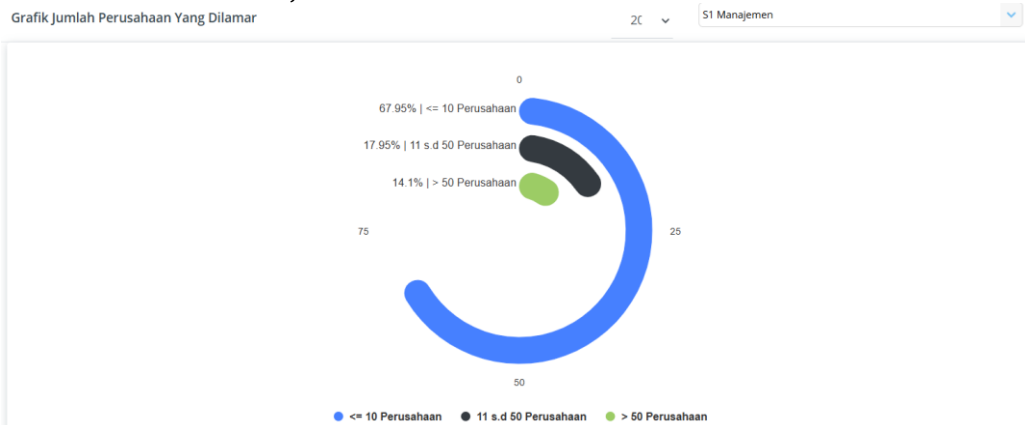 Grafik Jumlah Perusahaan Yang Dilamar
S1 Manajemen
0
67.95% | <= 10 Perusahaan
17.95% | 11 s.d 50 Perusahaan
14.1% | > 50 Perusahaan
75
25
50
<= 10 Perusahaan
11 s.d 50 Perusahaan
> 50 Perusahaan